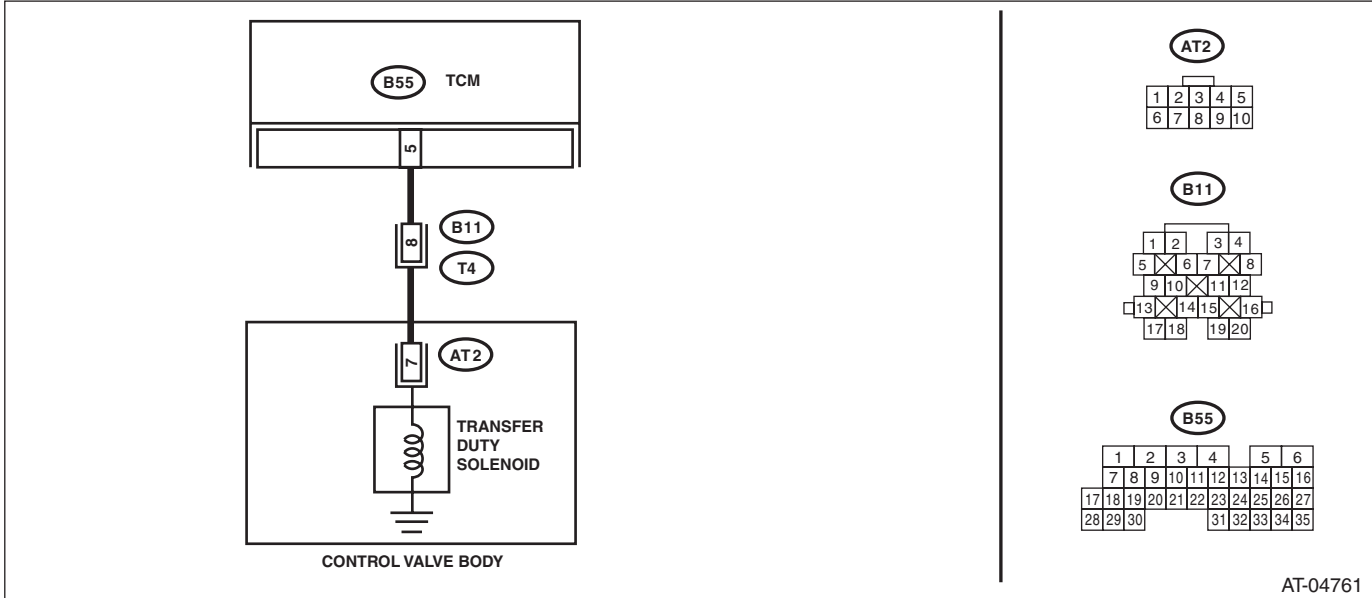 B55 TCM
5
8
B11
T4
7
AT2
TRANSFER
DUTY
SOLENOID
CONTROL VALVE BODY
AT2
1 2 3 4 5
6 7 8 9 10
B11
1 2 3 4
5 6 7 8
9 10 11 12
13 14 15 16
17 18 19 20
B55
1 2 3 4 5 6
7 8 9 10 11 12 13 14 15 16
17 18 19 20 21 22 23 24 25 26 27
28 29 30 31 32 33 34 35
AT-04761